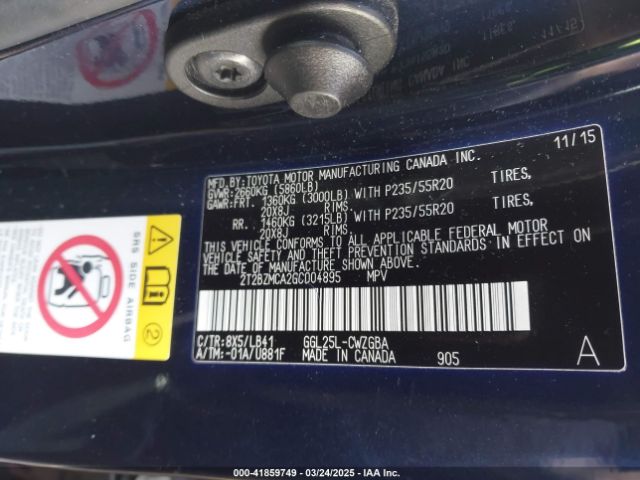 11/15
MFD.BY:TOYOTA MOTOR MANUFACTURING CANADA INC.
GVWR:2660KG (5860LB)
GAWR:FRT. 1360KG (3000LB) WITH P235/55R20 TIRES,
20X8J RIMS
RR. 1460KG (3215LB) WITH P235/55R20 TIRES,
20X8J RIMS
THIS VEHICLE CONFORMS TO ALL APPLICABLE FEDERAL MOTOR
VEHICLE SAFETY AND THEFT PREVENTION STANDARDS IN EFFECT ON
THE DATE OF MANUFACTURE SHOWN ABOVE.
2T2BZMCA2GC004895 MPV
C/TR:8X5/LB41 GGL25L-CWZGBA
A/TM:-01A/U881F MADE IN CANADA 905 A
SRS SIDE AIRBAG
00-41859749 · 03/24/2025 · IAA Inc.